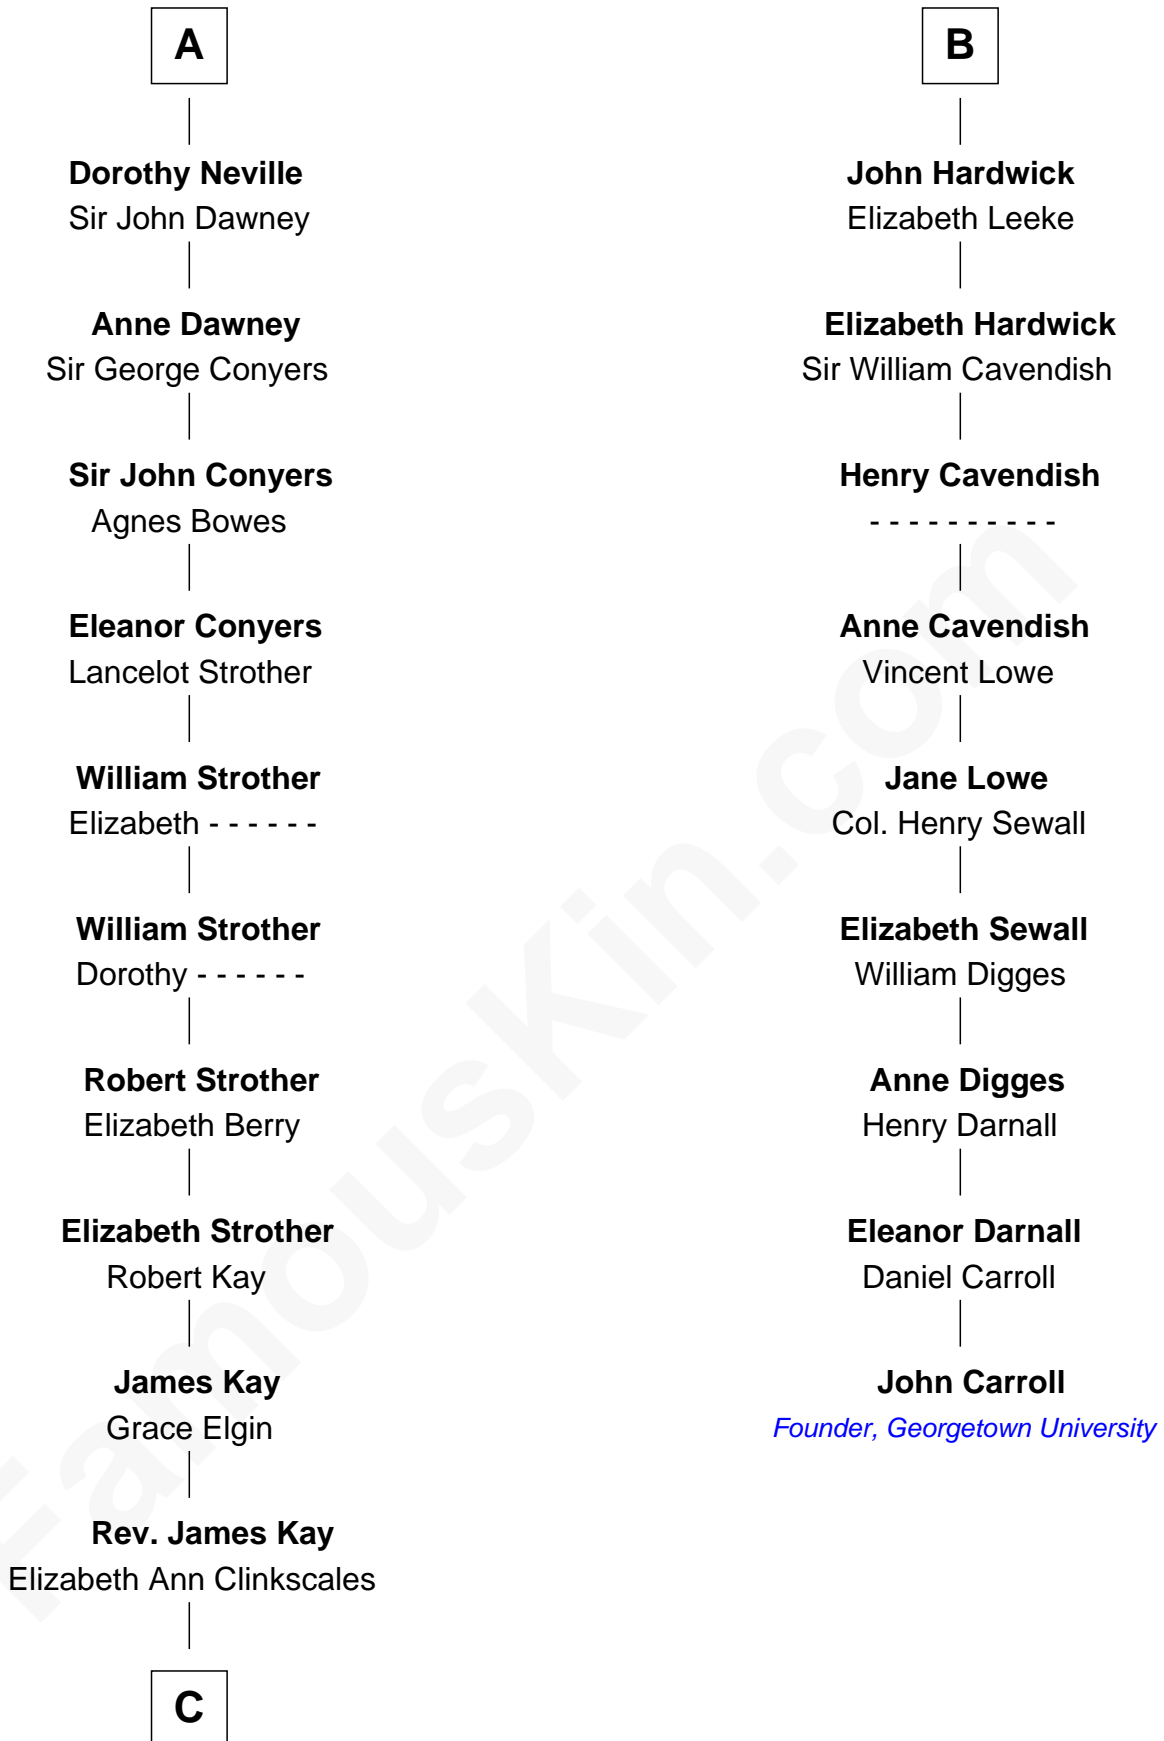 A
Dorothy Neville
Sir John Dawney
Anne Dawney
Sir George Conyers
Sir John Conyers
Agnes Bowes
Eleanor Conyers
Lancelot Strother
William Strother
Elizabeth - - - - - -
William Strother
Dorothy - - - - - -
Robert Strother
Elizabeth Berry
Elizabeth Strother
Robert Kay
James Kay
Grace Elgin
Rev. James Kay
Elizabeth Ann Clinkscales
C
B
John Hardwick
Elizabeth Leeke
Elizabeth Hardwick
Sir William Cavendish
Henry Cavendish
- - - - - - - - - -
Anne Cavendish
Vincent Lowe
Jane Lowe
Col. Henry Sewall
Elizabeth Sewall
William Digges
Anne Digges
Henry Darnall
Eleanor Darnall
Daniel Carroll
John Carroll
Founder, Georgetown University
FamousKin.com